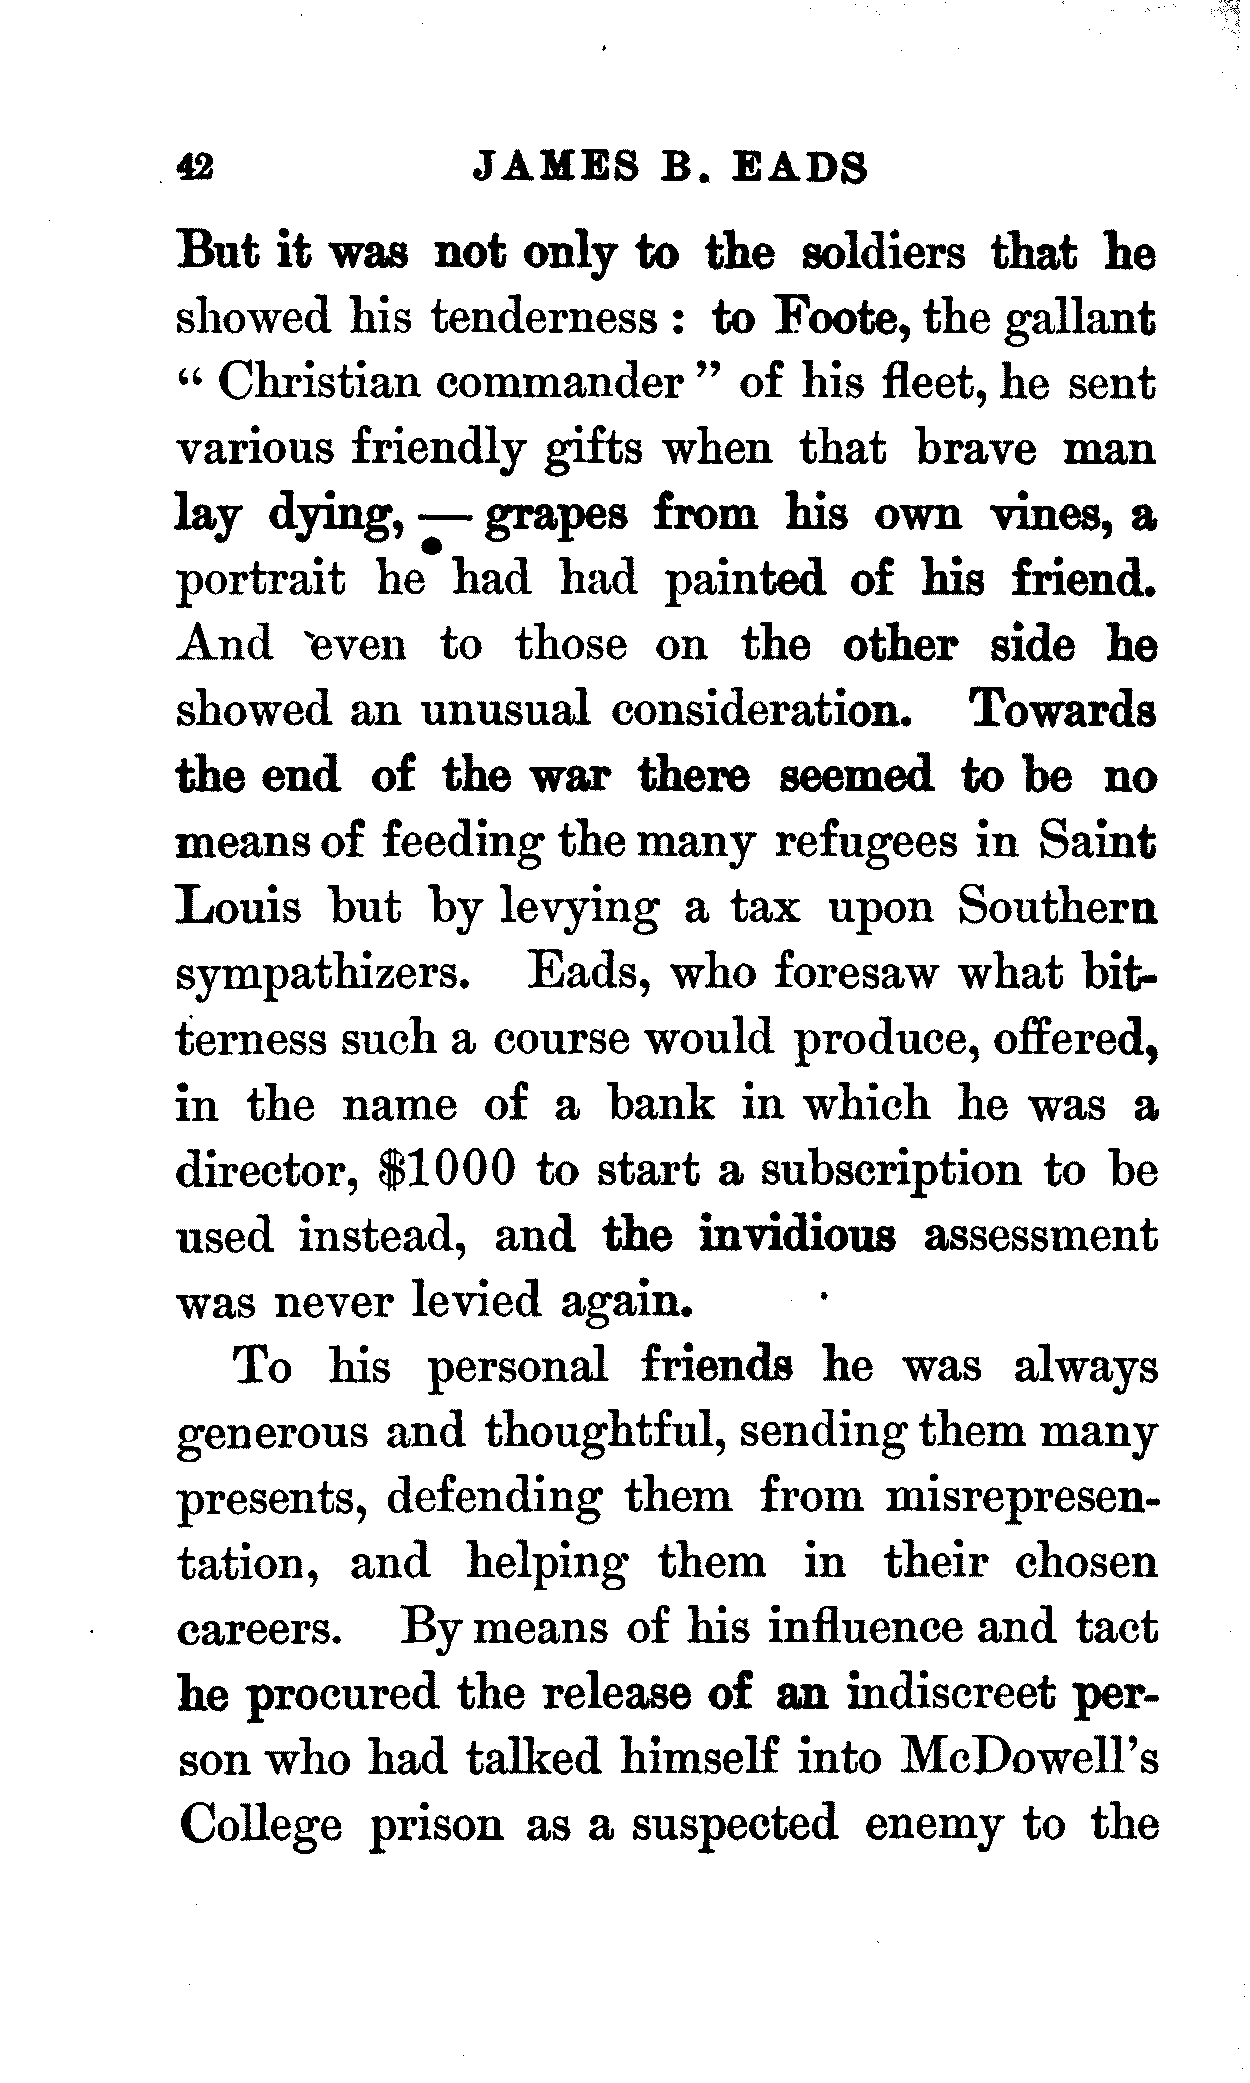 42 JAMES B. EADS
But it was not only to the soldiers that he
showed his tenderness : to Foote, the gallant
“ Christian commander ” of his fleet, he sent
various friendly gifts when that brave man
lay dying, — grapes from his own vines, a
portrait he had had painted of his friend.
And even to those on the other side he
showed an unusual consideration. Towards
the end of the war there seemed to be no
means of feeding the many refugees in Saint
Louis but by levying a tax upon Southern
sympathizers. Eads, who foresaw what bit-
terness such a course would produce, offered,
in the name of a bank in which he was a
director, $1000 to start a subscription to be
used instead, and the invidious assessment
was never levied again.
To his personal friends he was always
generous and thoughtful, sending them many
presents, defending them from misrepresen-
tation, and helping them in their chosen
careers. By means of his influence and tact
he procured the release of an indiscreet per-
son who had talked himself into McDowell’s
College prison as a suspected enemy to the